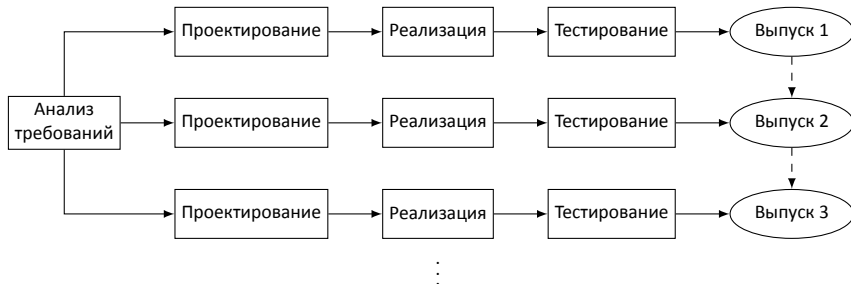 Проектирование
Реализация
Тестирование
Выпуск 1
Анализ
требований
Проектирование
Реализация
Тестирование
Выпуск 2
Проектирование
Реализация
Тестирование
Выпуск 3